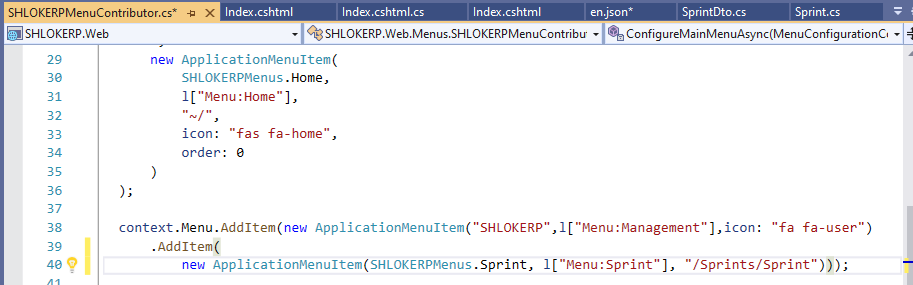 SHLOKERPMenuContributor.cs* Index.cshtml Index.cshtml.cs Index.cshtml en.json* SprintDto.cs Sprint.cs
SHLOKERP.Web SHLOKERP.Web.Menus.SHLOKERPMenuContribut ConfigureMainMenuAsync(MenuConfigurationCo
29 new ApplicationMenuItem(
30 SHLOKERPMenus.Home,
31 l["Menu:Home"],
32 "~/",
33 icon: "fas fa-home",
34 order: 0
35 )
36 );
37
38 context.Menu.AddItem(new ApplicationMenuItem("SHLOKERP",l["Menu:Management"],icon: "fa fa-user")
39 .AddItem(
40 new ApplicationMenuItem(SHLOKERPMenus.Sprint, l["Menu:Sprint"], "/Sprints/Sprint")));
41